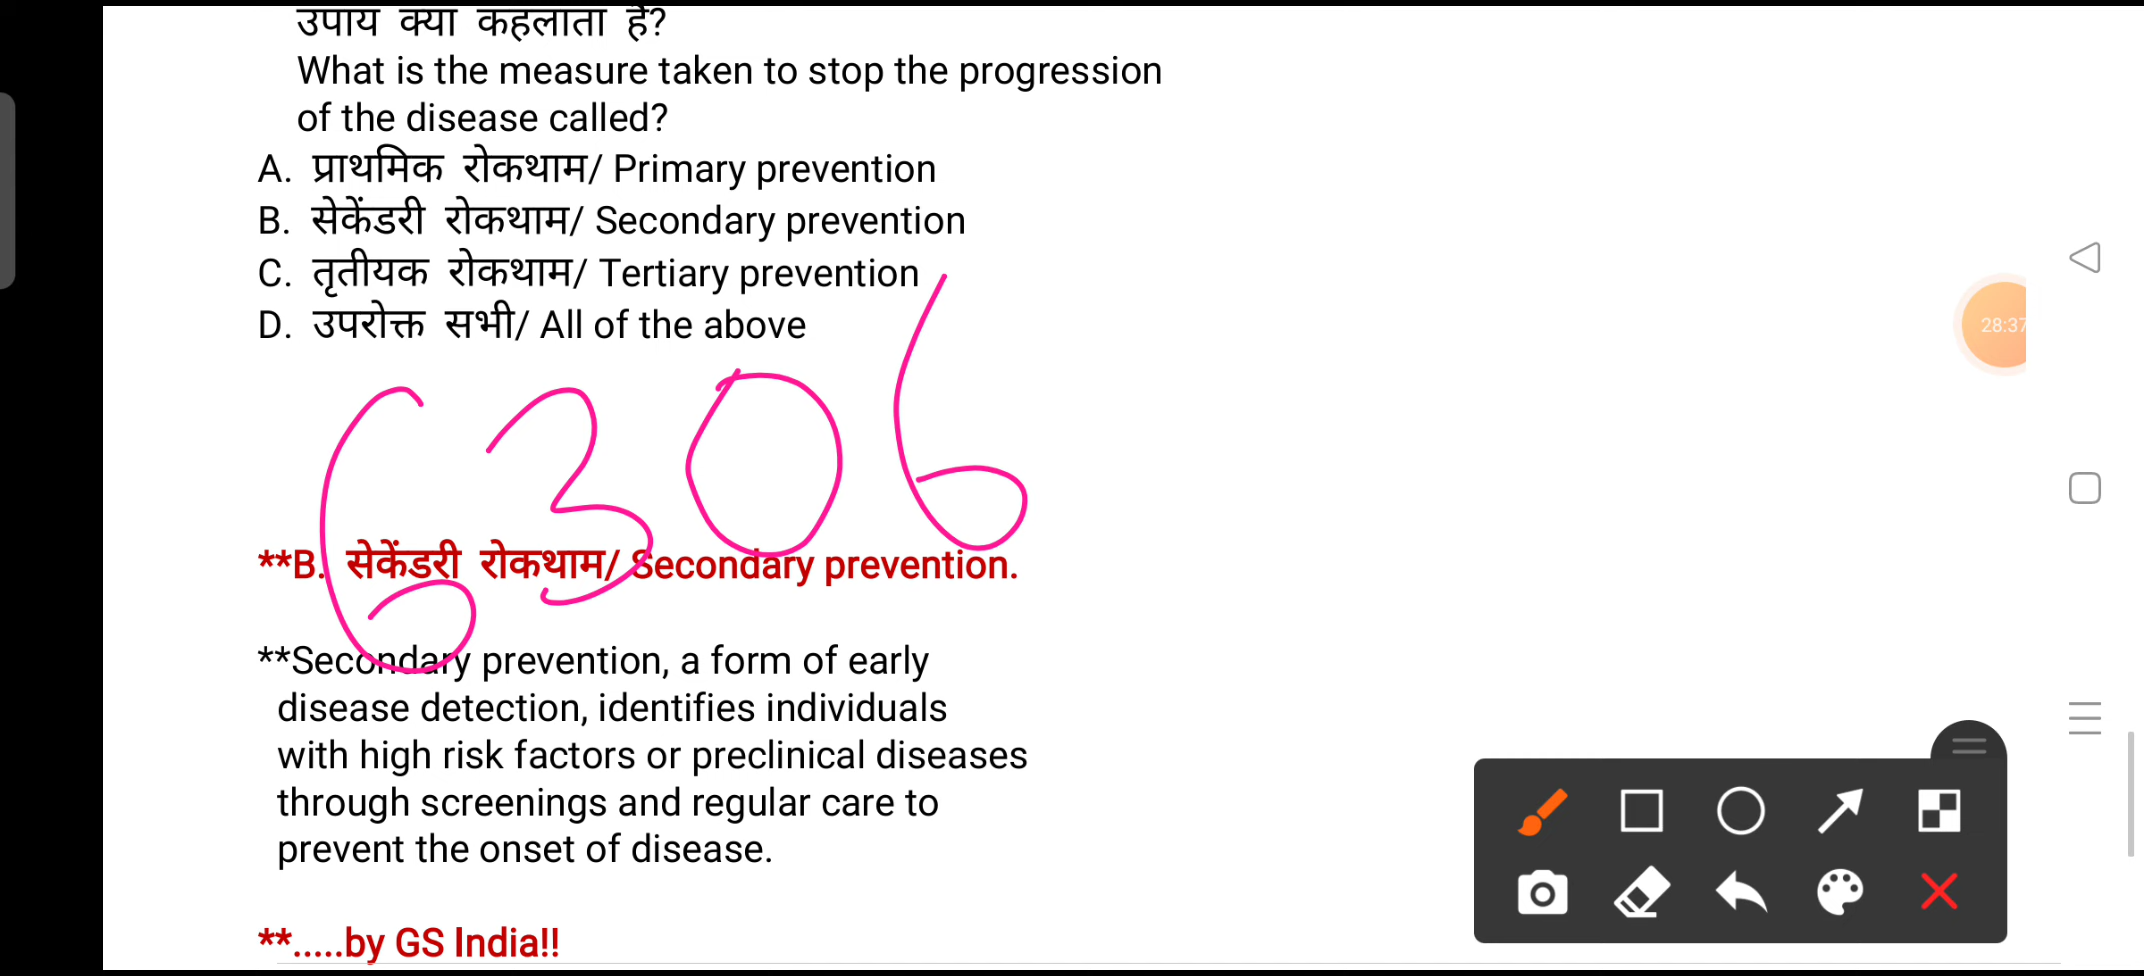 उपाय क्या कहलाता है?
What is the measure taken to stop the progression
of the disease called?
A. प्राथमिक रोकथाम/ Primary prevention
B. सेकेंडरी रोकथाम/ Secondary prevention
C. तृतीयक रोकथाम/ Tertiary prevention
D. उपरोक्त सभी/ All of the above
6306
**B. सेकेंडरी रोकथाम/ Secondary prevention.
**Secondary prevention, a form of early
disease detection, identifies individuals
with high risk factors or preclinical diseases
through screenings and regular care to
prevent the onset of disease.
**.....by GS India!!
28:37